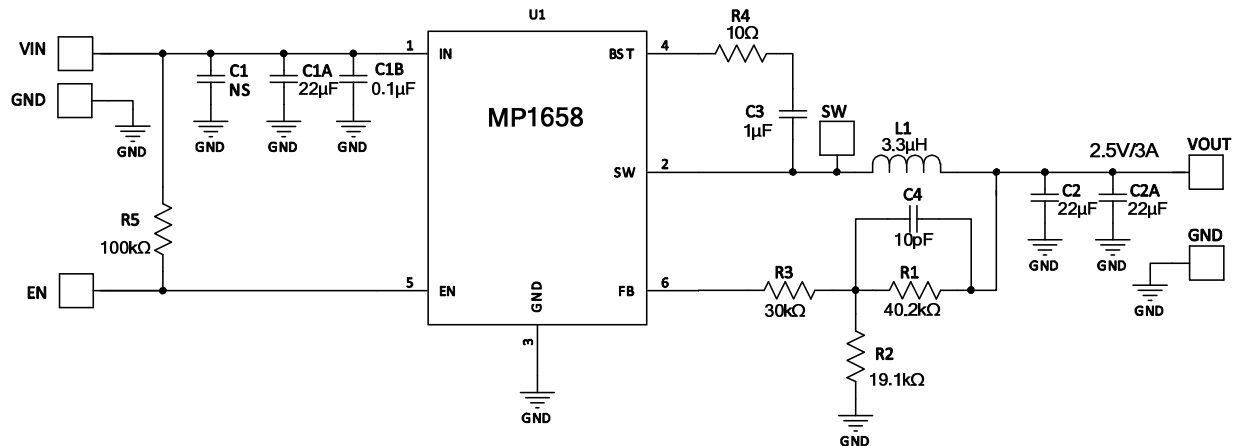 U1
VIN
GND
GND
C1
NS
GND
C1A
22µF
GND
C1B
0.1µF
GND
R5
100kΩ
EN
1
IN
5
EN
MP1658
GND
3
GND
BST
4
SW
2
FB
6
R4
10Ω
C3
1µF
SW
L1
3.3µH
C4
10pF
R3
30kΩ
R1
40.2kΩ
R2
19.1kΩ
GND
2.5V/3A
VOUT
C2
22µF
GND
C2A
22µF
GND
GND
GND